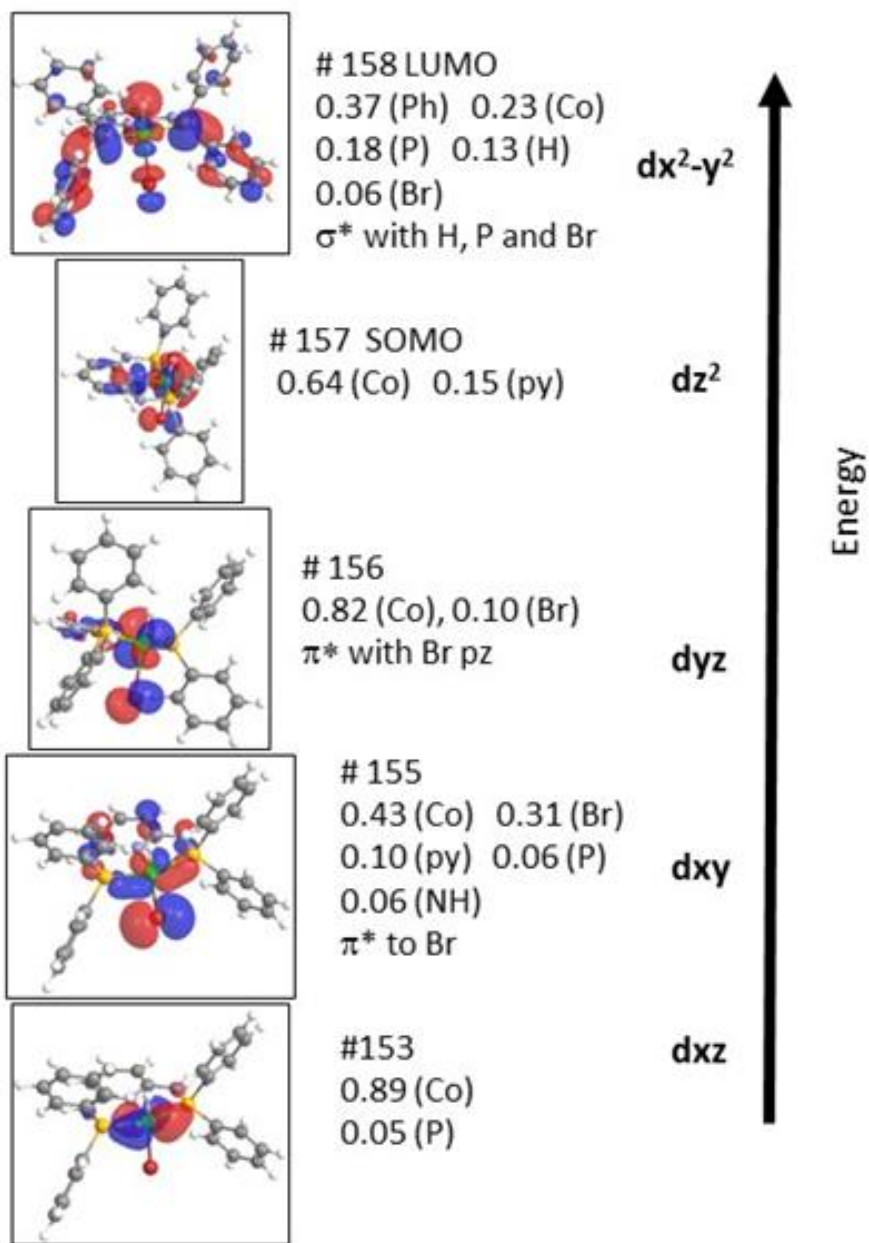 # 158 LUMO
0.37 (Ph) 0.23 (Co)
0.18 (P) 0.13 (H)
0.06 (Br)
σ* with H, P and Br
dx²-y²
# 157 SOMO
0.64 (Co) 0.15 (py)
dz²
# 156
0.82 (Co), 0.10 (Br)
π* with Br pz
dyz
# 155
0.43 (Co) 0.31 (Br)
0.10 (py) 0.06 (P)
0.06 (NH)
π* to Br
dxy
#153
0.89 (Co)
0.05 (P)
dxz
Energy